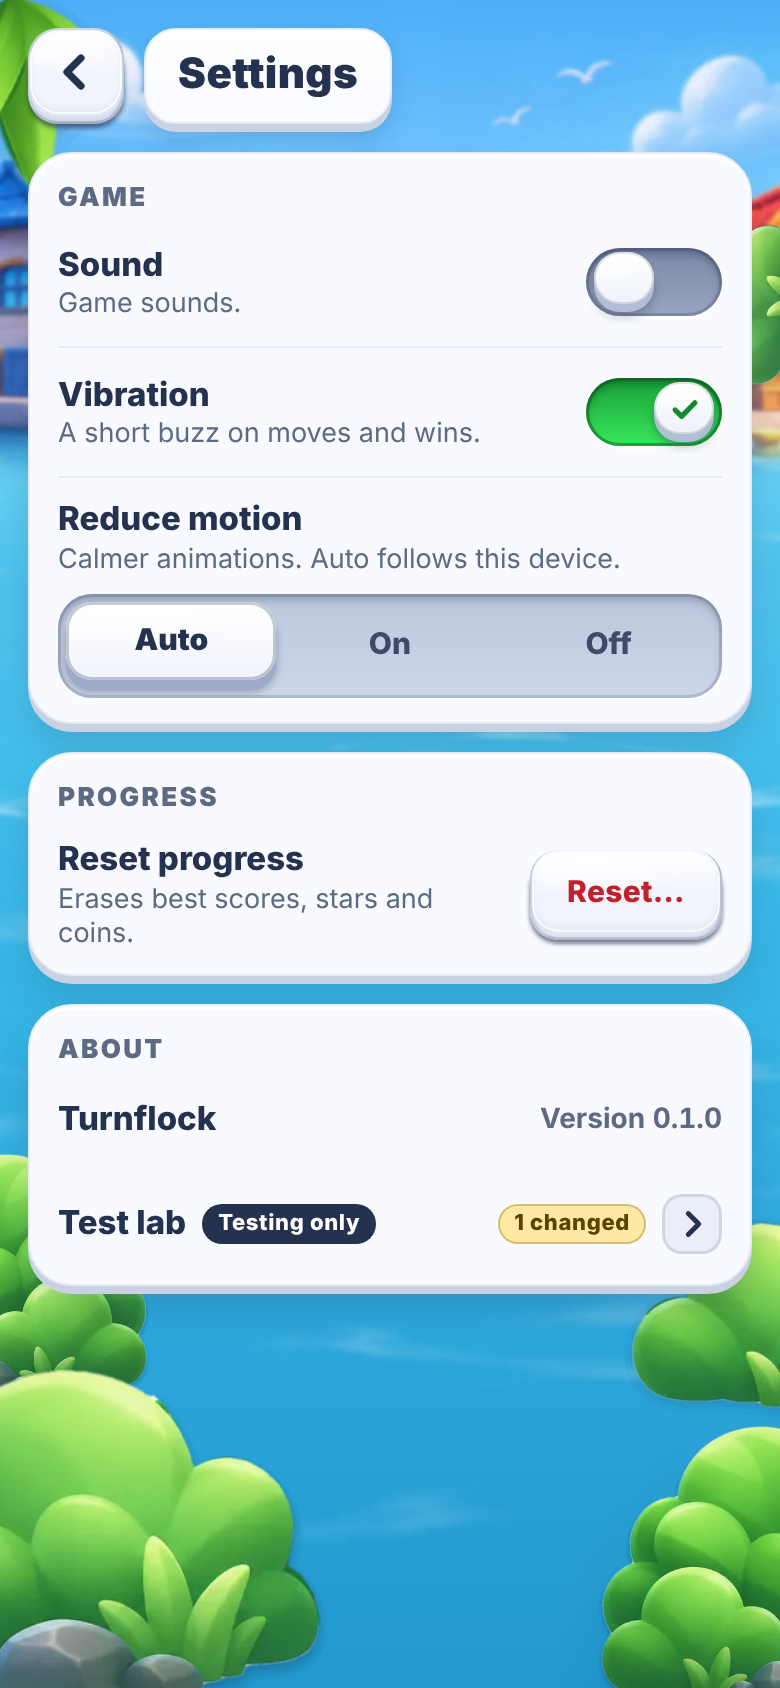 Settings
GAME
Sound
Game sounds.
Vibration
A short buzz on moves and wins.
Reduce motion
Calmer animations. Auto follows this device.
Auto On Off
PROGRESS
Reset progress
Erases best scores, stars and
coins.
Reset...
ABOUT
Turnflock Version 0.1.0
Test lab Testing only 1 changed